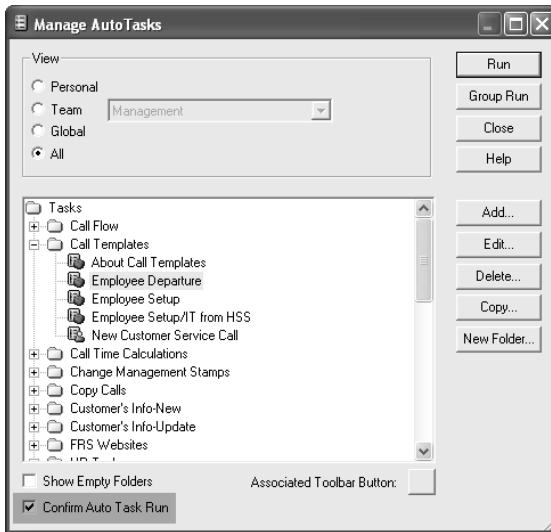 Manage AutoTasks
View
Personal
Team Management
Global
All
Run
Group Run
Close
Help
Tasks
Call Flow
Call Templates
About Call Templates
Employee Departure
Employee Setup
Employee Setup/IT from HSS
New Customer Service Call
Call Time Calculations
Change Management Stamps
Copy Calls
Customer's Info-New
Customer's Info-Update
FRS Websites
Add...
Edit...
Delete...
Copy...
New Folder...
Show Empty Folders Associated Toolbar Button:
Confirm Auto Task Run